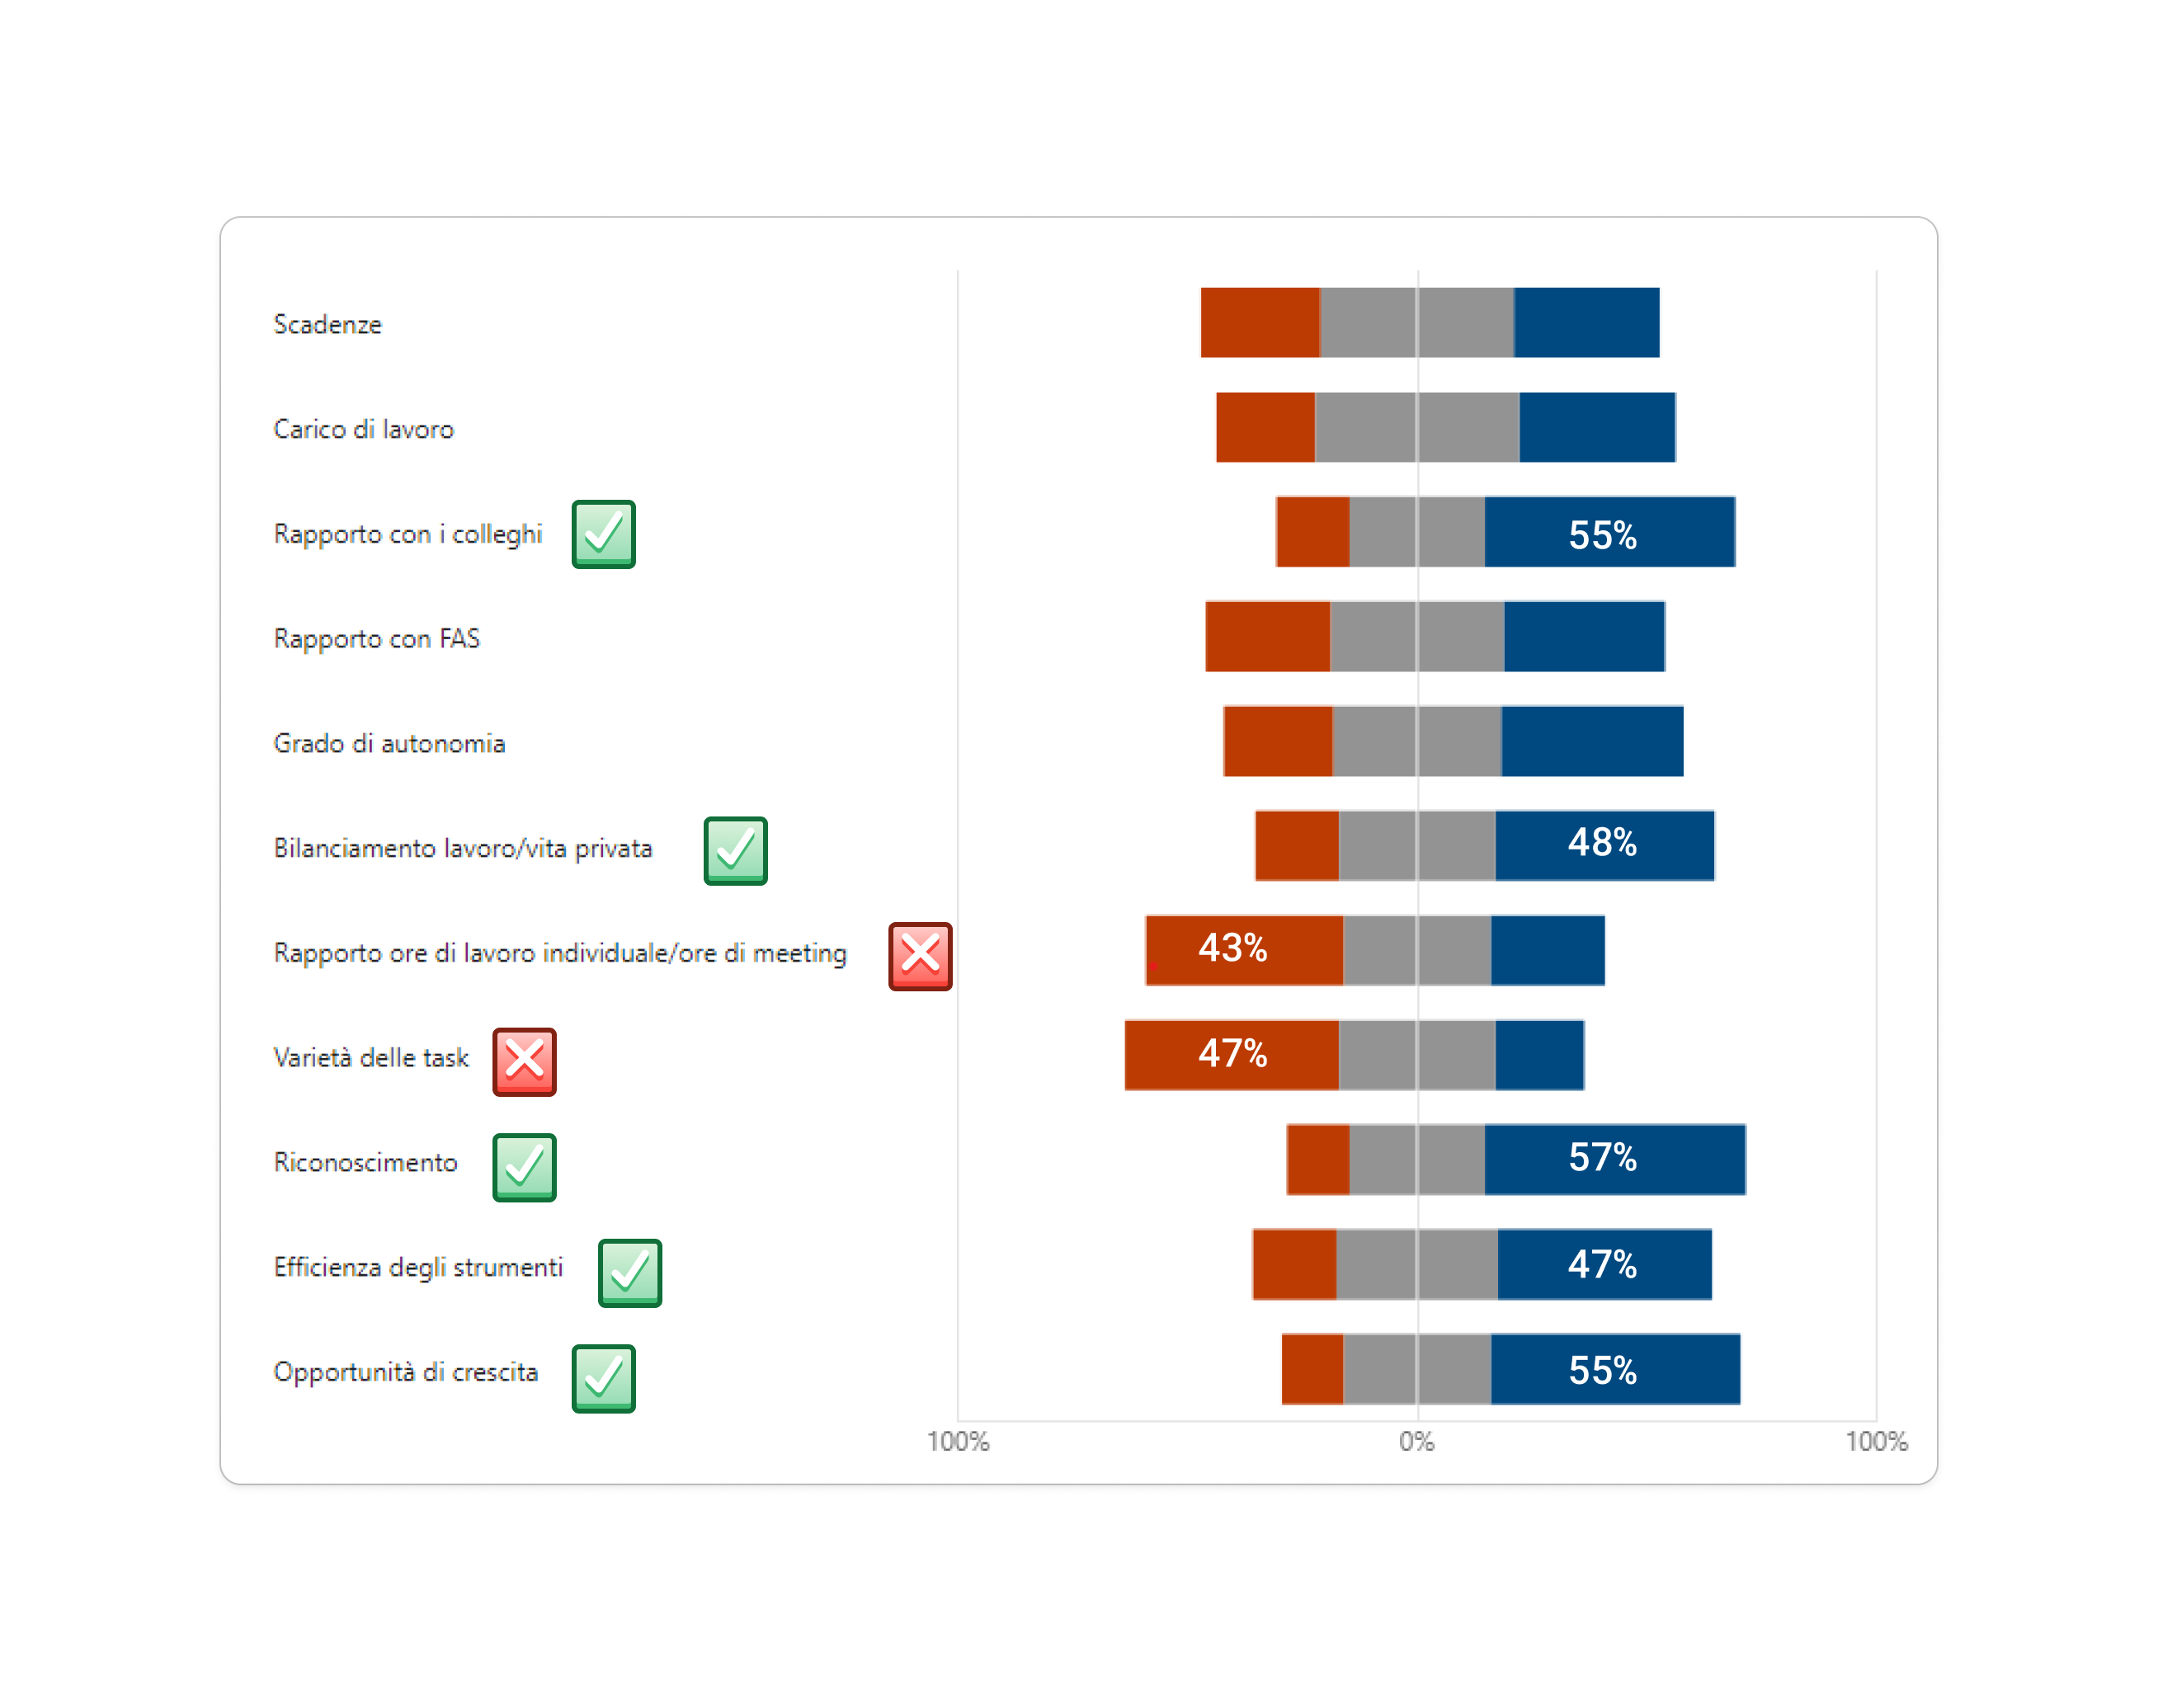 Scadenze
Carico di lavoro
Rapporto con i colleghi
55%
Rapporto con FAS
Grado di autonomia
Bilanciamento lavoro/vita privata
48%
Rapporto ore di lavoro individuale/ore di meeting
43%
Varietà delle task
47%
Riconoscimento
57%
Efficienza degli strumenti
47%
Opportunità di crescita
55%
100%
0%
100%